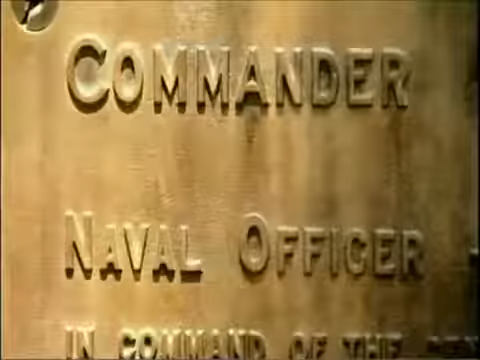 COMMANDER
NAVAL OFFICER
IN COMMAND OF THE